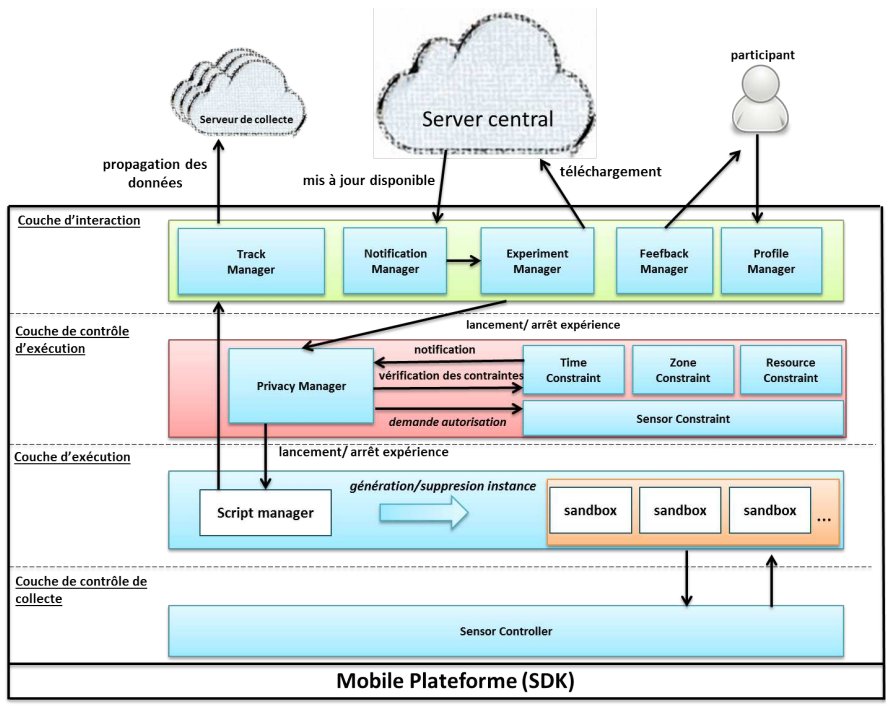 participant
Serveur de collecte
Server central
propagation des
données
mis à jour disponible
téléchargement
Couche d'interaction
Track
Manager
Notification
Manager
Experiment
Manager
Feefback
Manager
Profile
Manager
lancement/ arrêt expérience
Couche de contrôle
d'exécution
notification
Privacy Manager
vérification des contraintes
Time
Constraint
Zone
Constraint
Resource
Constraint
demande autorisation
Sensor Constraint
lancement/ arrêt expérience
Couche d'exécution
génération/suppresion instance
Script manager
sandbox
sandbox
sandbox
...
Couche de contrôle de
collecte
Sensor Controller
Mobile Plateforme (SDK)